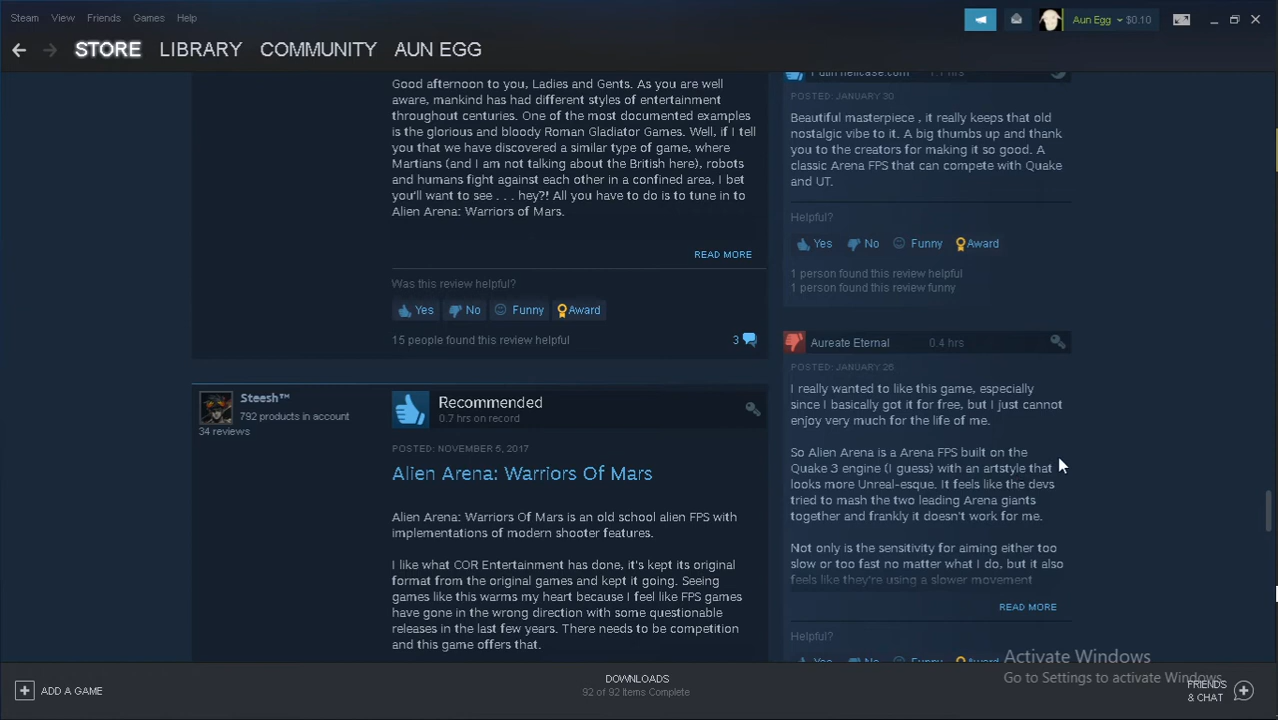 Steam View Friends Games Help
Aun Egg $0.10
STORE LIBRARY COMMUNITY AUN EGG
Good afternoon to you, Ladies and Gents. As you are well
aware, mankind has had different styles of entertainment
throughout centuries. One of the most documented examples
is the glorious and bloody Roman Gladiator Games. Well, if I tell
you that we have discovered a similar type of game, where
Martians (and I am not talking about the British here), robots
and humans fight against each other in a confined area, I bet
you'll want to see . . . hey?! All you have to do is to tune in to
Alien Arena: Warriors of Mars.
READ MORE
Was this review helpful?
Yes No Funny Award
15 people found this review helpful
3
Steesh™
792 products in account
34 reviews
Recommended
0.7 hrs on record
POSTED: NOVEMBER 5, 2017
Alien Arena: Warriors Of Mars
Alien Arena: Warriors Of Mars is an old school alien FPS with
implementations of modern shooter features.
I like what COR Entertainment has done, it's kept its original
format from the original games and kept it going. Seeing
games like this warms my heart because I feel like FPS games
have gone in the wrong direction with some questionable
releases in the last few years. There needs to be competition
and this game offers that.
hellcase.com 1.1 hrs
POSTED: JANUARY 30
Beautiful masterpiece , it really keeps that old
nostalgic vibe to it. A big thumbs up and thank
you to the creators for making it so good. A
classic Arena FPS that can compete with Quake
and UT.
Helpful?
Yes No Funny Award
1 person found this review helpful
1 person found this review funny
Aureate Eternal 0.4 hrs
POSTED: JANUARY 26
I really wanted to like this game, especially
since I basically got it for free, but I just cannot
enjoy very much for the life of me.
So Alien Arena is a Arena FPS built on the
Quake 3 engine (I guess) with an artstyle that
looks more Unreal-esque. It feels like the devs
tried to mash the two leading Arena giants
together and frankly it doesn't work for me.
Not only is the sensitivity for aiming either too
slow or too fast no matter what I do, but it also
feels like they're using a slower movement
READ MORE
Helpful?
Yes No Funny Award
Activate Windows
Go to Settings to activate Windows.
ADD A GAME
DOWNLOADS
92 of 92 Items Complete
FRIENDS
& CHAT